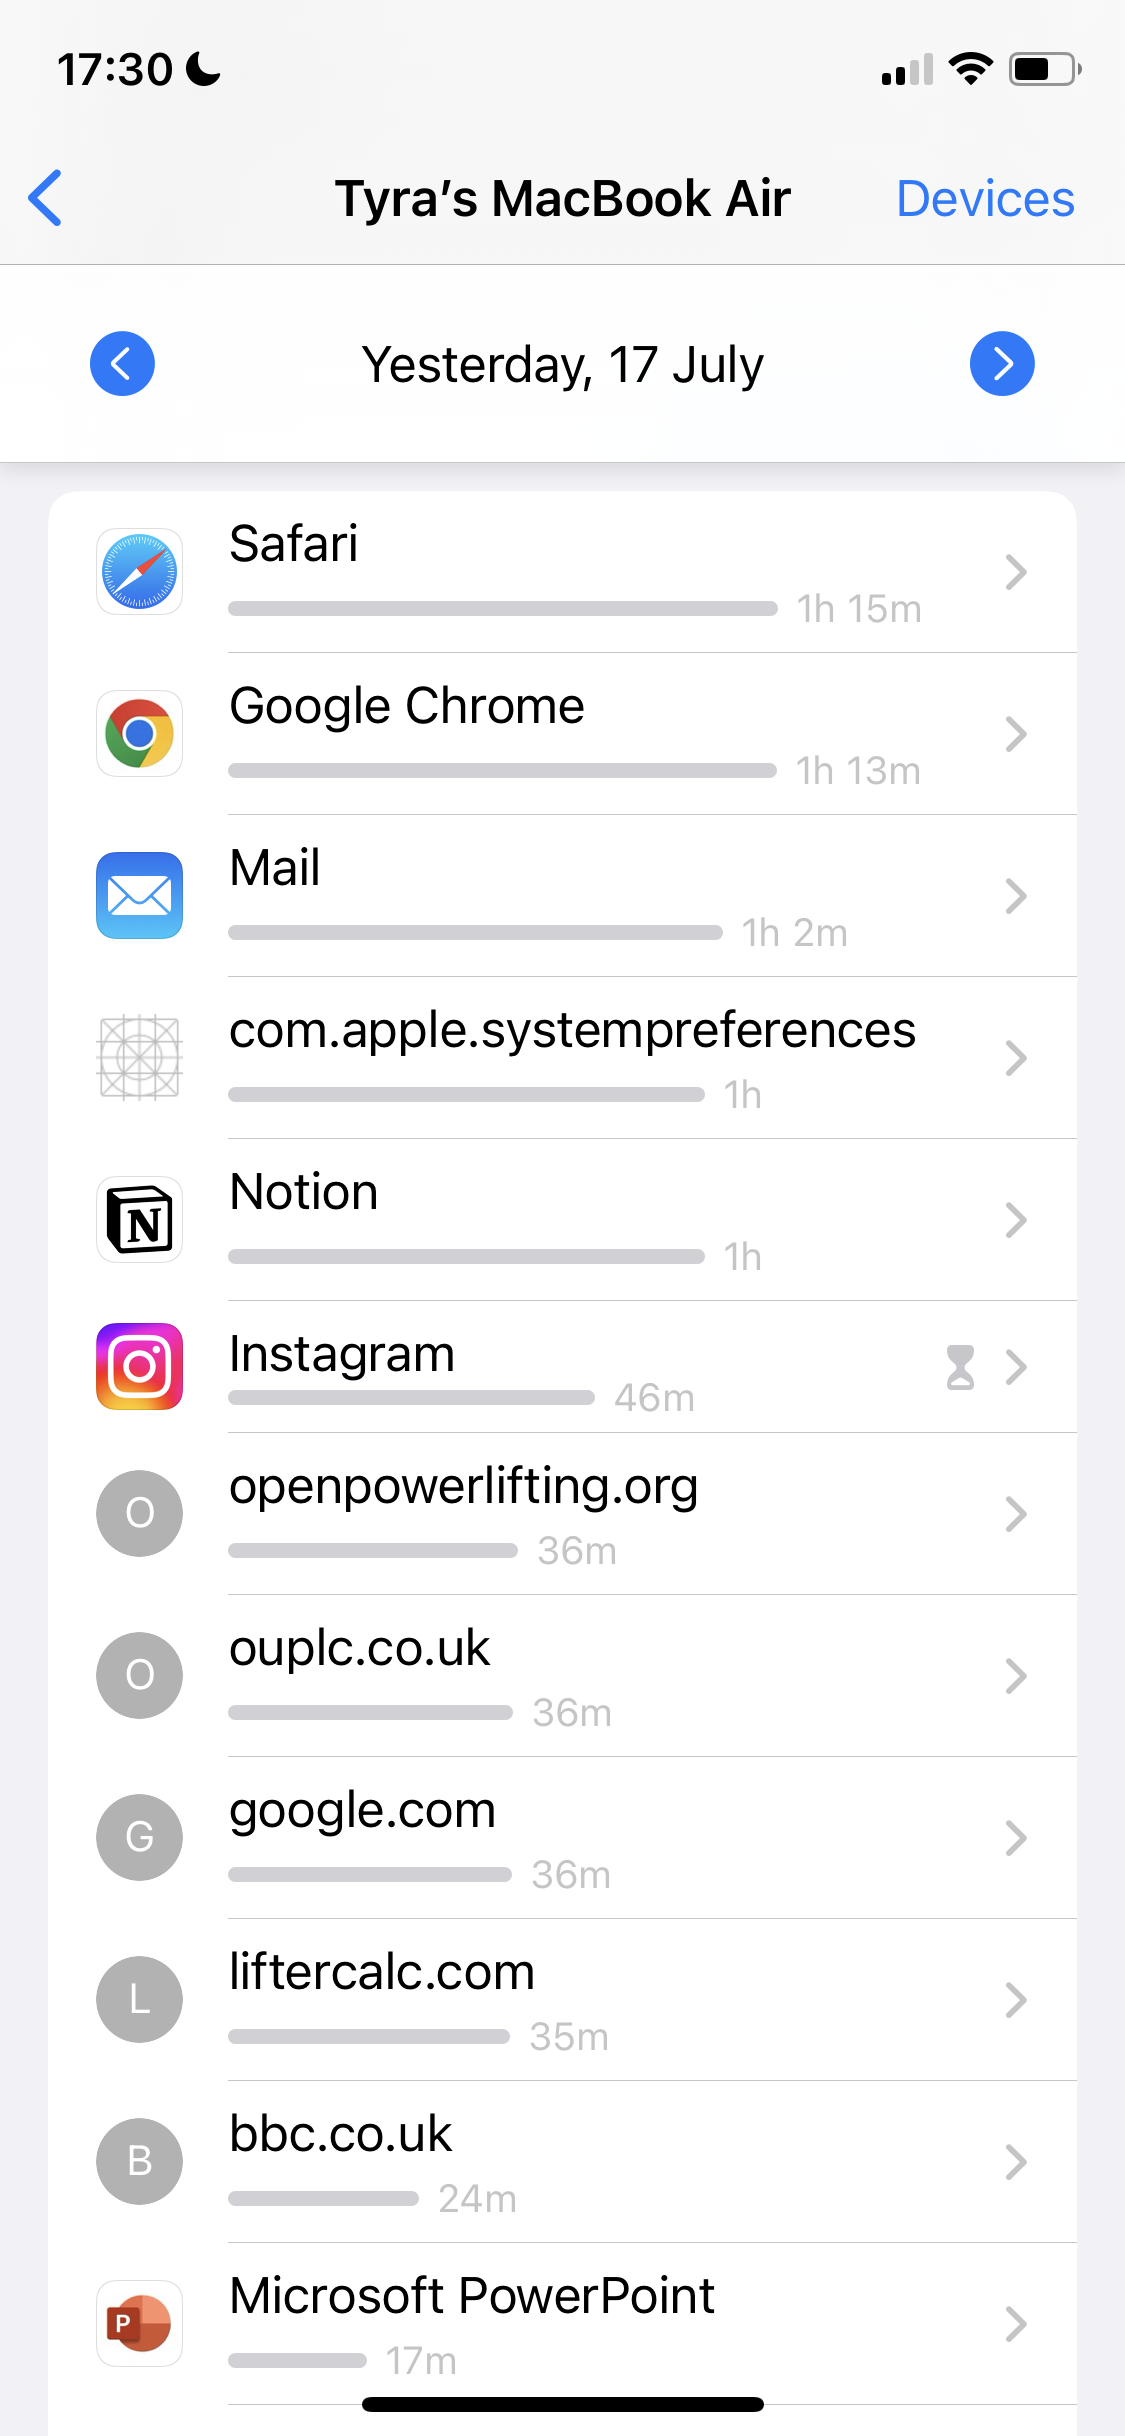 17:30
Tyra's MacBook Air
Devices
Yesterday, 17 July
Safari
1h 15m
Google Chrome
1h 13m
Mail
1h 2m
com.apple.systempreferences
1h
N
Notion
1h
Instagram
46m
O
openpowerlifting.org
36m
O
ouplc.co.uk
36m
G
google.com
36m
L
liftercalc.com
35m
B
bbc.co.uk
24m
P
Microsoft PowerPoint
17m